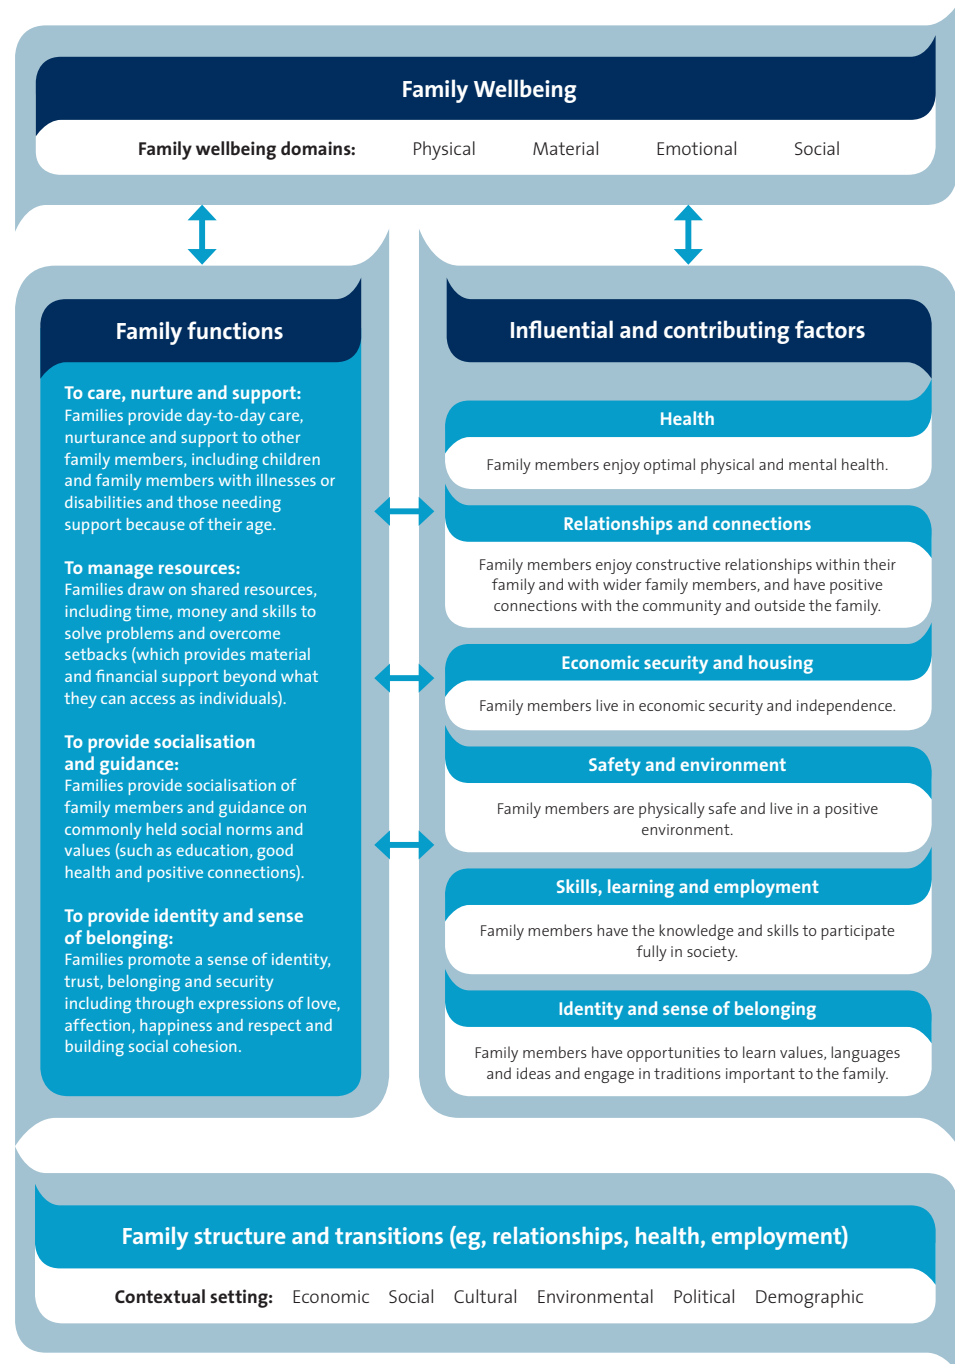 Family Wellbeing
Family wellbeing domains: Physical Material Emotional Social
Family functions
To care, nurture and support:
Families provide day-to-day care,
nurturance and support to other
family members, including children
and family members with illnesses or
disabilities and those needing
support because of their age.
To manage resources:
Families draw on shared resources,
including time, money and skills to
solve problems and overcome
setbacks (which provides material
and financial support beyond what
they can access as individuals).
To provide socialisation
and guidance:
Families provide socialisation of
family members and guidance on
commonly held social norms and
values (such as education, good
health and positive connections).
To provide identity and sense
of belonging:
Families promote a sense of identity,
trust, belonging and security
including through expressions of love,
affection, happiness and respect and
building social cohesion.
Influential and contributing factors
Health
Family members enjoy optimal physical and mental health.
Relationships and connections
Family members enjoy constructive relationships within their
family and with wider family members, and have positive
connections with the community and outside the family.
Economic security and housing
Family members live in economic security and independence.
Safety and environment
Family members are physically safe and live in a positive
environment.
Skills, learning and employment
Family members have the knowledge and skills to participate
fully in society.
Identity and sense of belonging
Family members have opportunities to learn values, languages
and ideas and engage in traditions important to the family.
Family structure and transitions (eg, relationships, health, employment)
Contextual setting: Economic Social Cultural Environmental Political Demographic